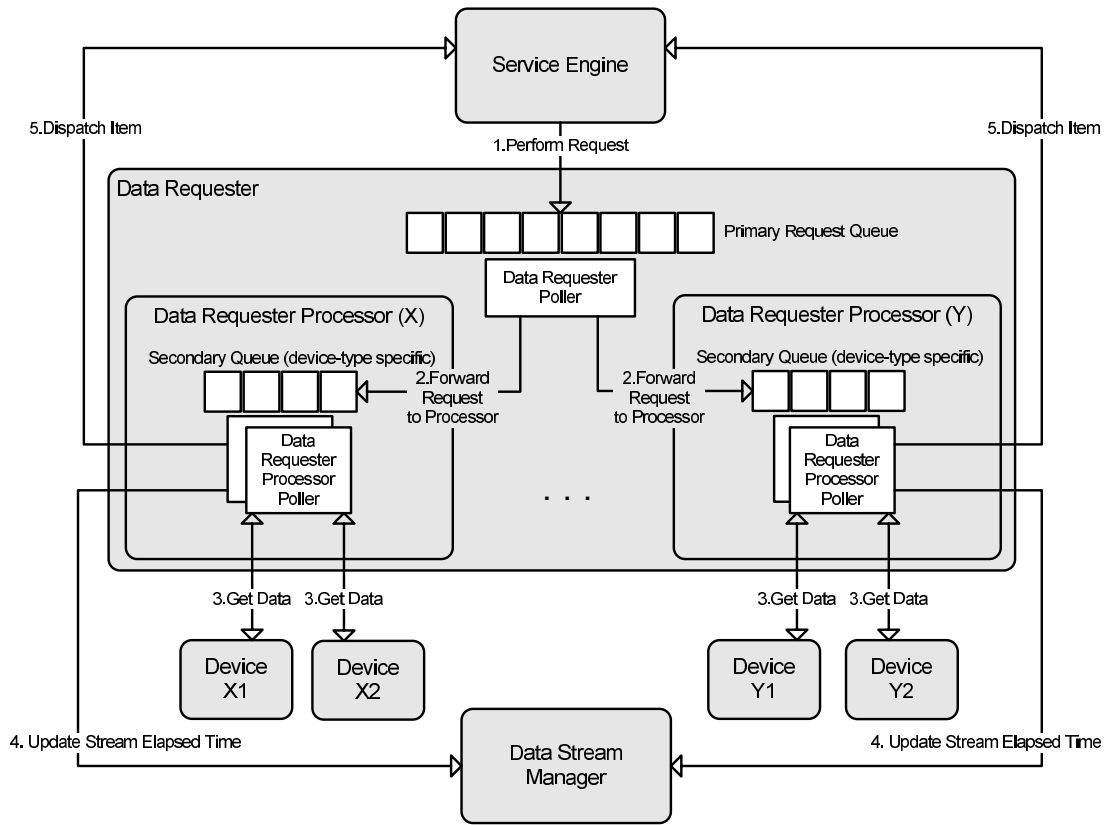 Service Engine
5.Dispatch Item
5.Dispatch Item
1.Perform Request
Data Requester
Primary Request Queue
Data Requester
Poller
Data Requester Processor (X)
Data Requester Processor (Y)
Secondary Queue (device-type specific)
Secondary Queue (device-type specific)
2.Forward
Request
to Processor
2.Forward
Request
to Processor
Data
Requester
Processor
Poller
Data
Requester
Processor
Poller
. . .
3.Get Data
3.Get Data
3.Get Data
3.Get Data
Device
X1
Device
X2
Device
Y1
Device
Y2
4. Update Stream Elapsed Time
4. Update Stream Elapsed Time
Data Stream
Manager